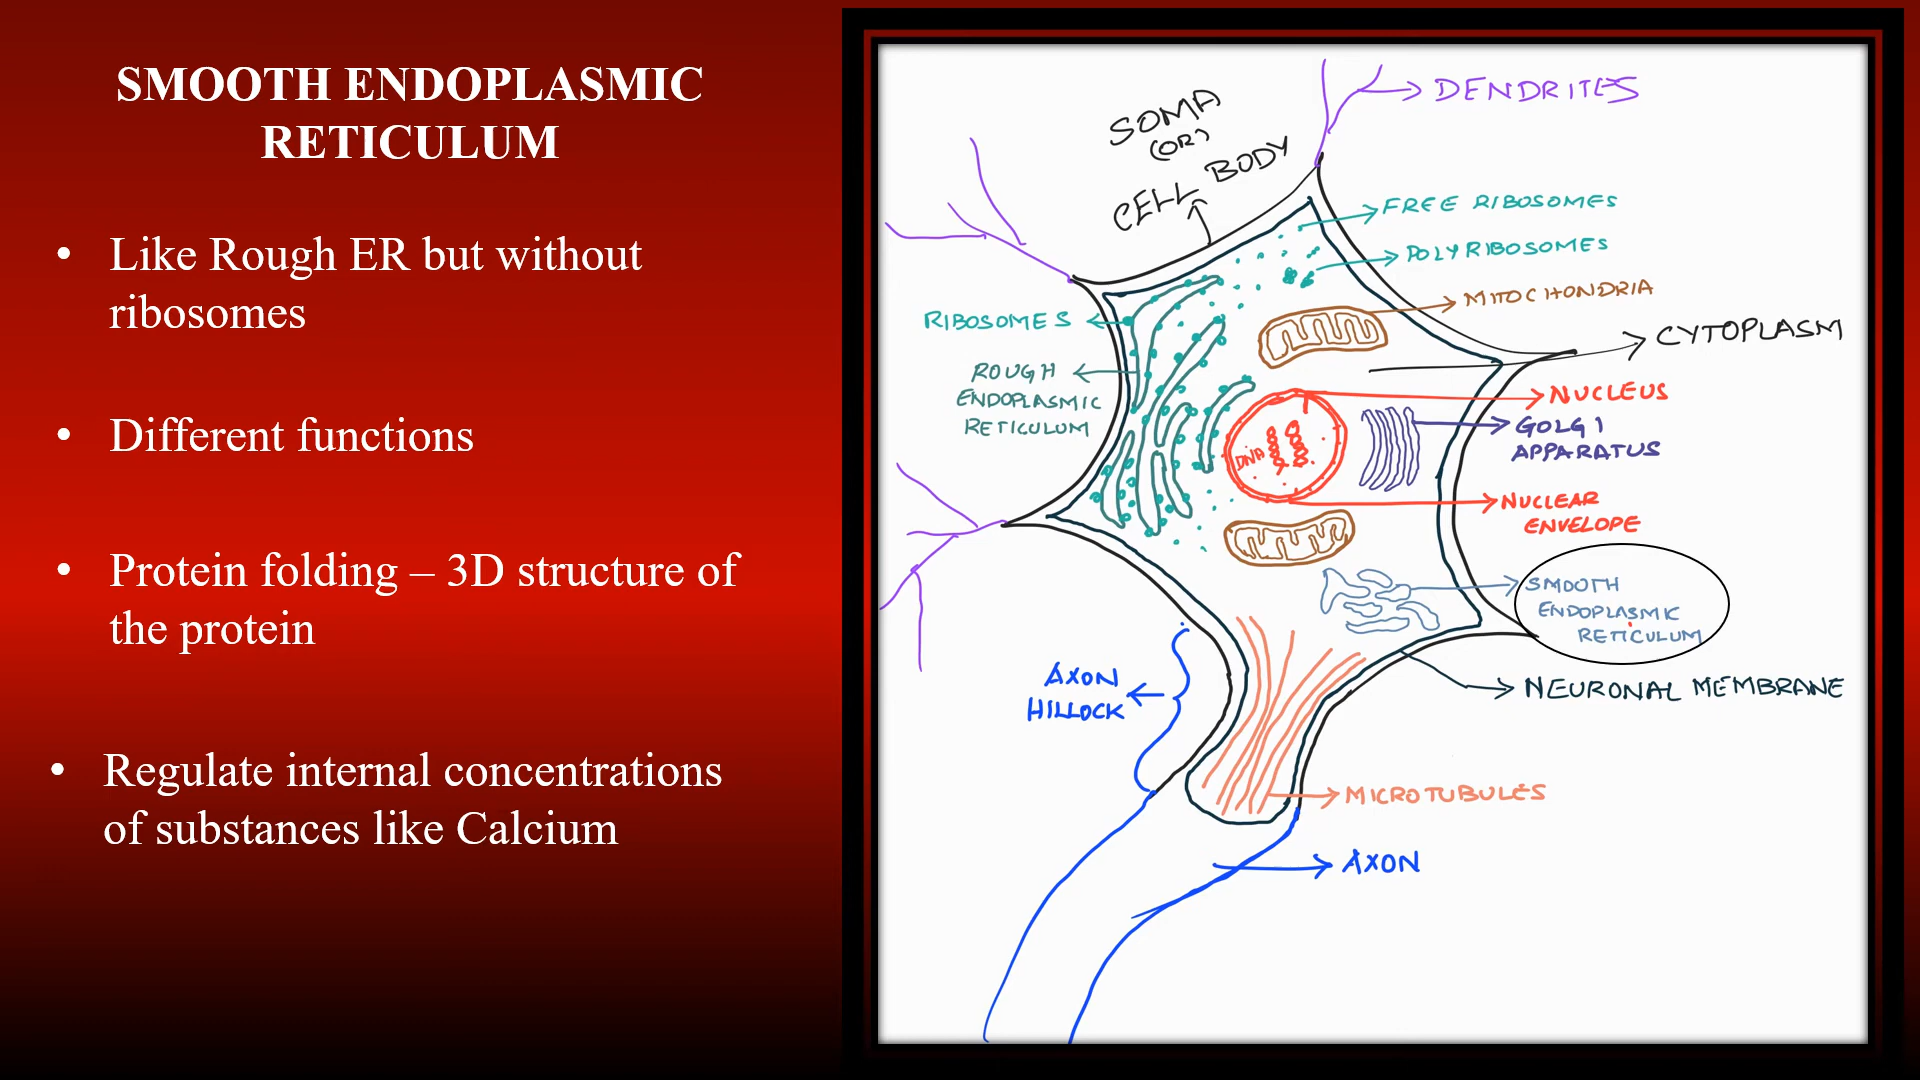 SMOOTH ENDOPLASMIC
RETICULUM
• Like Rough ER but without
ribosomes
• Different functions
• Protein folding – 3D structure of
the protein
• Regulate internal concentrations
of substances like Calcium
DENDRITES
SOMA
(OR)
CELL BODY
FREE RIBOSOMES
POLYRIBOSOMES
MITOCHONDRIA
RIBOSOMES
CYTOPLASM
ROUGH
ENDOPLASMIC
RETICULUM
NUCLEUS
GOLGI
APPARATUS
DNA
NUCLEAR
ENVELOPE
SMOOTH
ENDOPLASMIC
RETICULUM
AXON
HILLOCK
NEURONAL MEMBRANE
MICROTUBULES
AXON